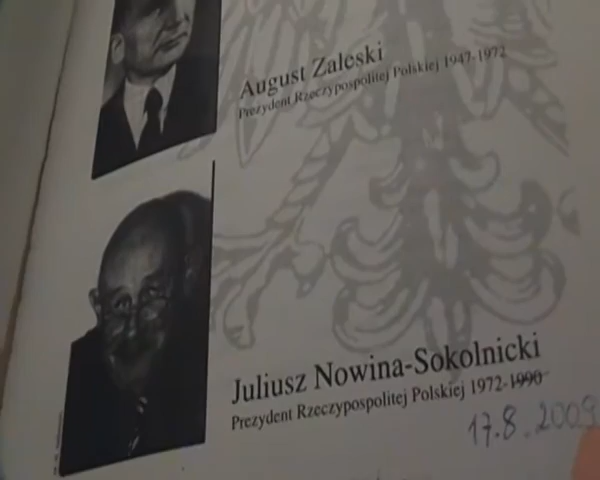 August Zaleski
Prezydent Rzeczypospolitej Polskiej 1947-1972
Juliusz Nowina-Sokolnicki
Prezydent Rzeczypospolitej Polskiej 1972-1990
17.8.2009